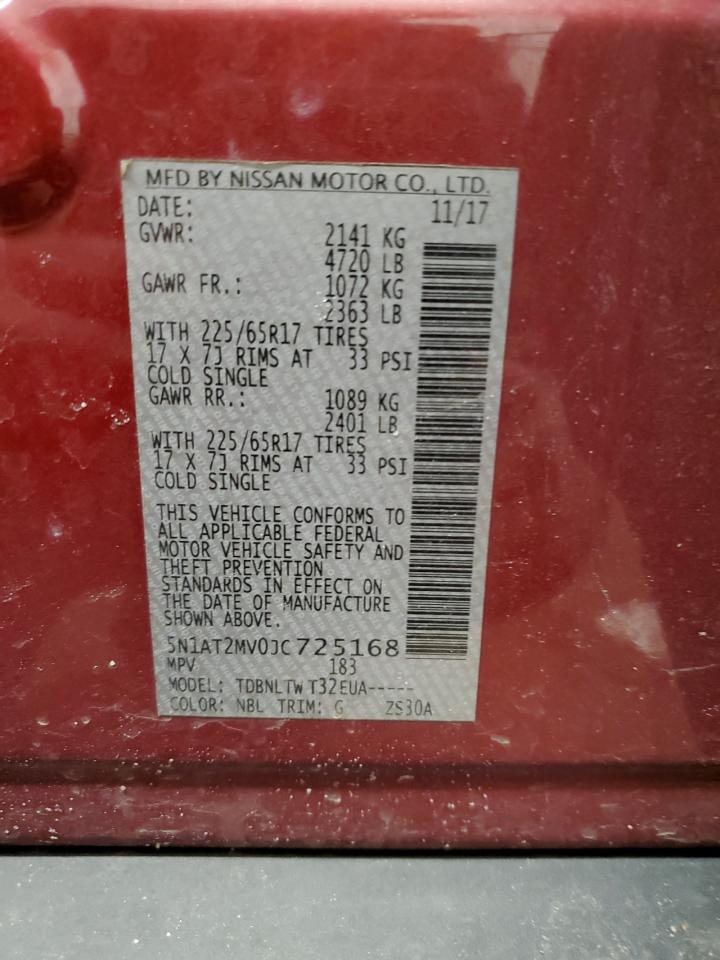 MFD BY NISSAN MOTOR CO., LTD.
DATE: 11/17
GVWR: 2141 KG
4720 LB
GAWR FR.: 1072 KG
2363 LB
WITH 225/65R17 TIRES
17 X 7J RIMS AT 33 PSI
COLD SINGLE
GAWR RR.: 1089 KG
2401 LB
WITH 225/65R17 TIRES
17 X 7J RIMS AT 33 PSI
COLD SINGLE
THIS VEHICLE CONFORMS TO
ALL APPLICABLE FEDERAL
MOTOR VEHICLE SAFETY AND
THEFT PREVENTION
STANDARDS IN EFFECT ON
THE DATE OF MANUFACTURE
SHOWN ABOVE.
5N1AT2MV0JC725168
MPV 183
MODEL: TDBNLTW T32EUA-----
COLOR: NBL TRIM: G ZS30A